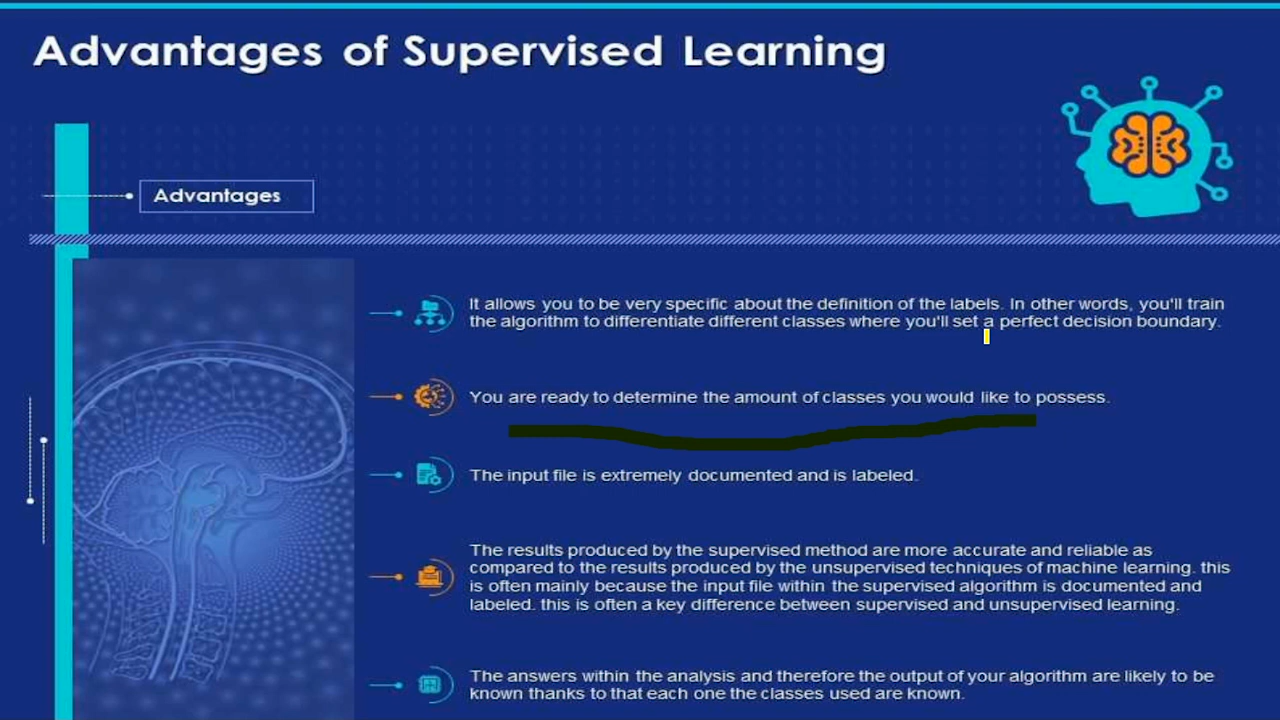 Advantages of Supervised Learning
Advantages
It allows you to be very specific about the definition of the labels. In other words, you'll train
the algorithm to differentiate different classes where you'll set a perfect decision boundary.
You are ready to determine the amount of classes you would like to possess.
The input file is extremely documented and is labeled.
The results produced by the supervised method are more accurate and reliable as
compared to the results produced by the unsupervised techniques of machine learning. this
is often mainly because the input file within the supervised algorithm is documented and
labeled. this is often a key difference between supervised and unsupervised learning.
The answers within the analysis and therefore the output of your algorithm are likely to be
known thanks to that each one the classes used are known.